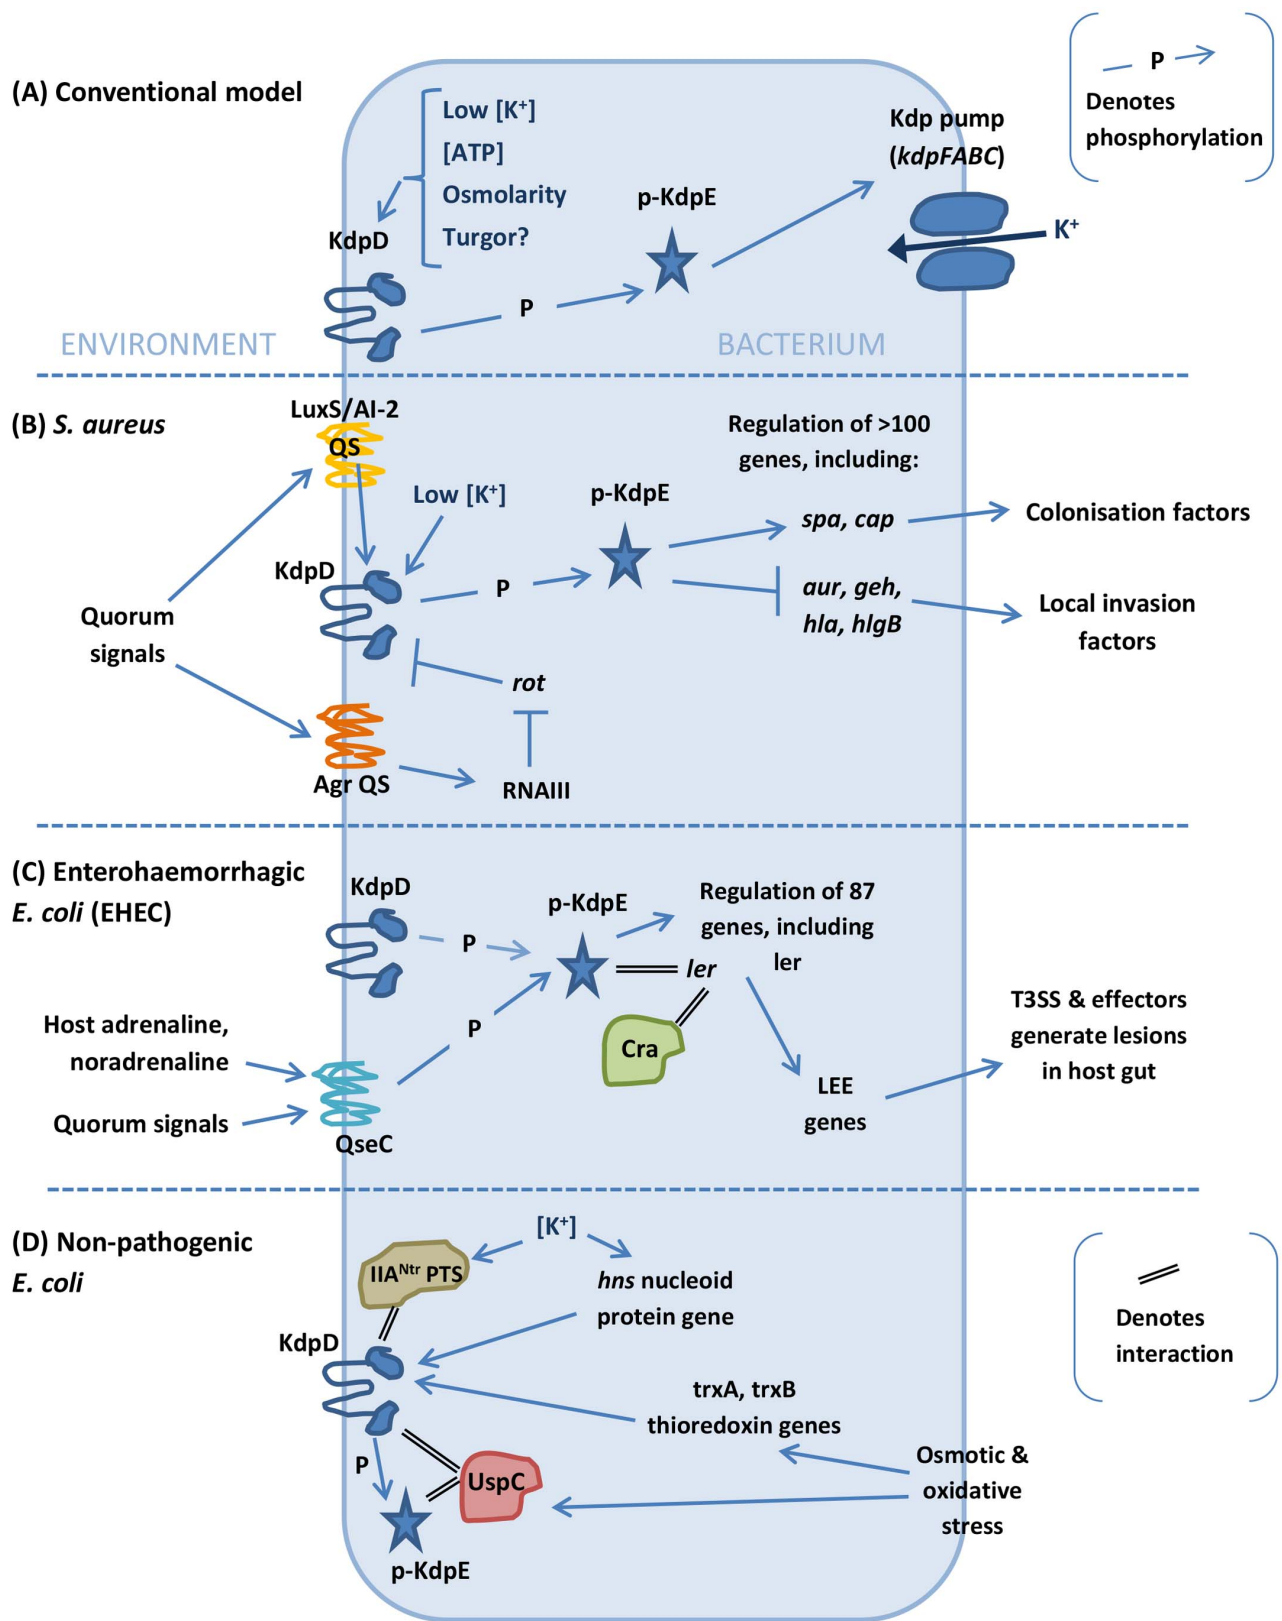 (A) Conventional model
Low [K⁺]
[ATP]
Osmolarity
Turgor?
KdpD
P
p-KdpE
Kdp pump
(kdpFABC)
K⁺
P
Denotes
phosphorylation
ENVIRONMENT
BACTERIUM
(B) S. aureus
LuxS/AI-2
QS
Low [K⁺]
KdpD
P
p-KdpE
Regulation of >100
genes, including:
spa, cap
Colonisation factors
aur, geh,
hla, hlgB
Local invasion
factors
Quorum
signals
rot
Agr QS
RNAIII
(C) Enterohaemorrhagic
E. coli (EHEC)
KdpD
P
p-KdpE
Regulation of 87
genes, including
ler
ler
Cra
P
Host adrenaline,
noradrenaline
Quorum signals
QseC
LEE
genes
T3SS & effectors
generate lesions
in host gut
(D) Non-pathogenic
E. coli
[K⁺]
IIAᴺᵗʳ PTS
hns nucleoid
protein gene
KdpD
trxA, trxB
thioredoxin genes
P
UspC
p-KdpE
Osmotic &
oxidative
stress
Denotes
interaction